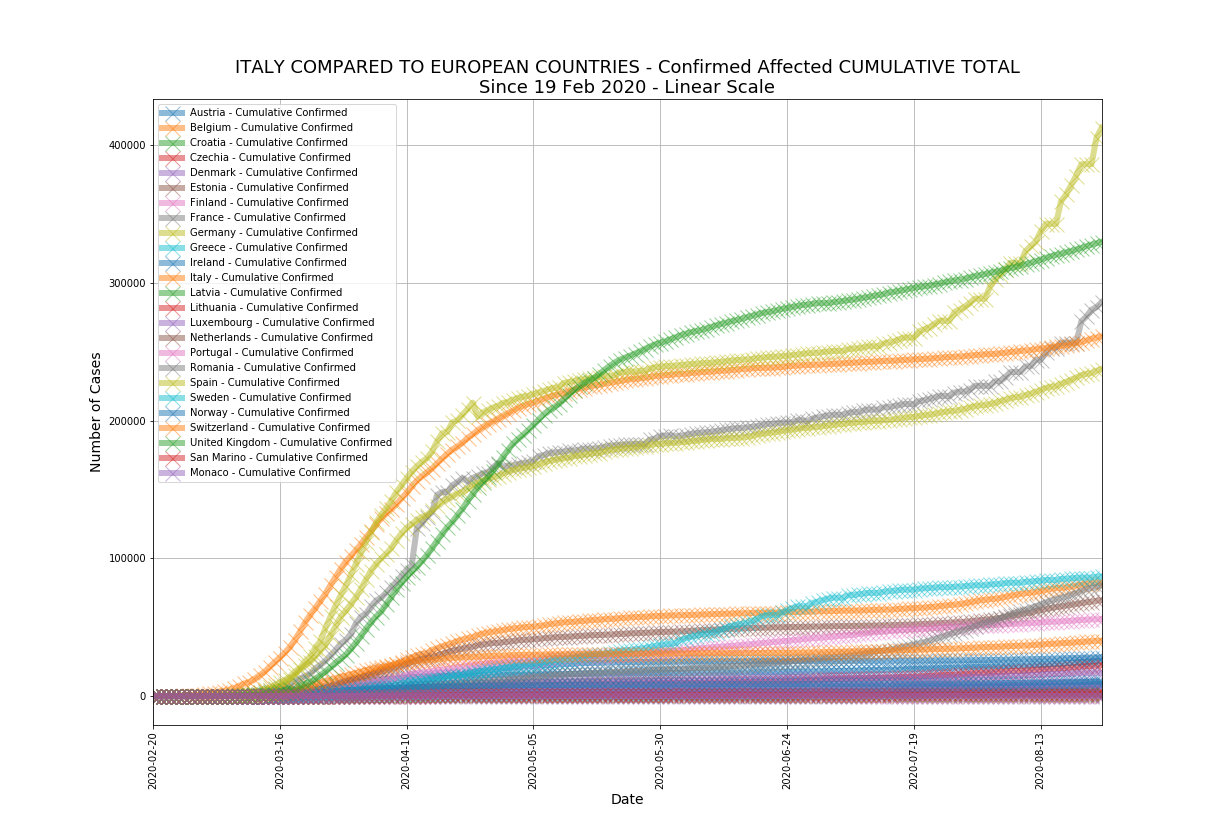 ITALY COMPARED TO EUROPEAN COUNTRIES - Confirmed Affected CUMULATIVE TOTAL
Since 19 Feb 2020 - Linear Scale
Austria - Cumulative Confirmed
Belgium - Cumulative Confirmed
Croatia - Cumulative Confirmed
Czechia - Cumulative Confirmed
Denmark - Cumulative Confirmed
Estonia - Cumulative Confirmed
Finland - Cumulative Confirmed
France - Cumulative Confirmed
Germany - Cumulative Confirmed
Greece - Cumulative Confirmed
Ireland - Cumulative Confirmed
Italy - Cumulative Confirmed
Latvia - Cumulative Confirmed
Lithuania - Cumulative Confirmed
Luxembourg - Cumulative Confirmed
Netherlands - Cumulative Confirmed
Portugal - Cumulative Confirmed
Romania - Cumulative Confirmed
Spain - Cumulative Confirmed
Sweden - Cumulative Confirmed
Norway - Cumulative Confirmed
Switzerland - Cumulative Confirmed
United Kingdom - Cumulative Confirmed
San Marino - Cumulative Confirmed
Monaco - Cumulative Confirmed
Number of Cases
400000
300000
200000
100000
0
2020-02-20
2020-03-16
2020-04-10
2020-05-05
2020-05-30
2020-06-24
2020-07-19
2020-08-13
Date